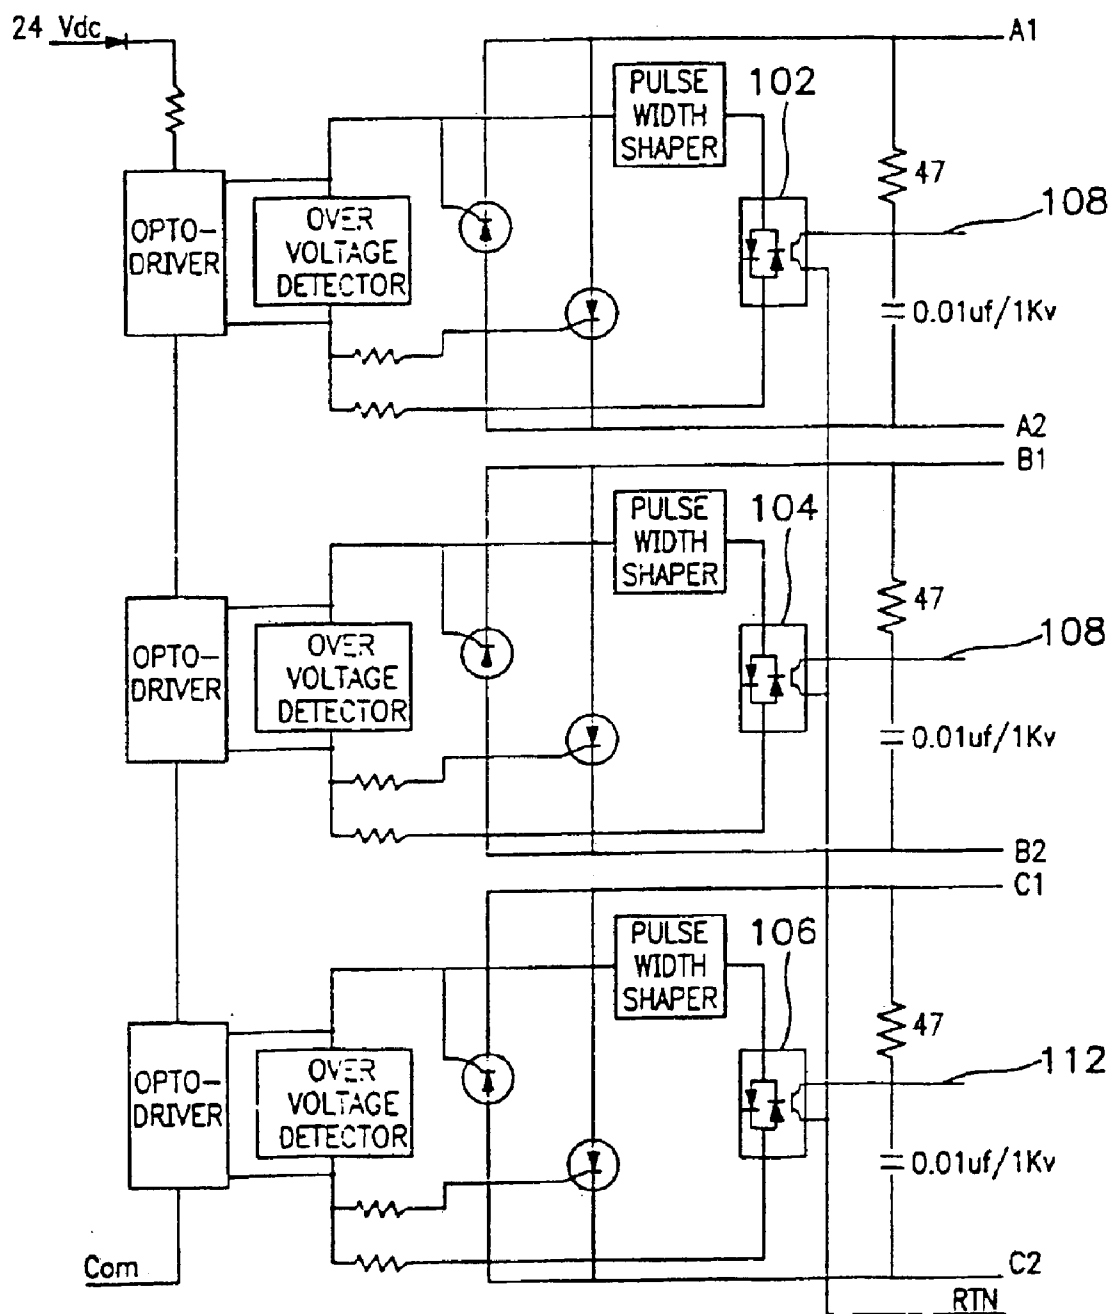 24 Vdc
A1
PULSE
WIDTH
SHAPER
102
47
108
OPTO-
DRIVER
OVER
VOLTAGE
DETECTOR
0.01uf/1Kv
A2
B1
PULSE
WIDTH
SHAPER
104
47
108
OPTO-
DRIVER
OVER
VOLTAGE
DETECTOR
0.01uf/1Kv
B2
C1
PULSE
WIDTH
SHAPER
106
47
112
OPTO-
DRIVER
OVER
VOLTAGE
DETECTOR
0.01uf/1Kv
Com
C2
RTN